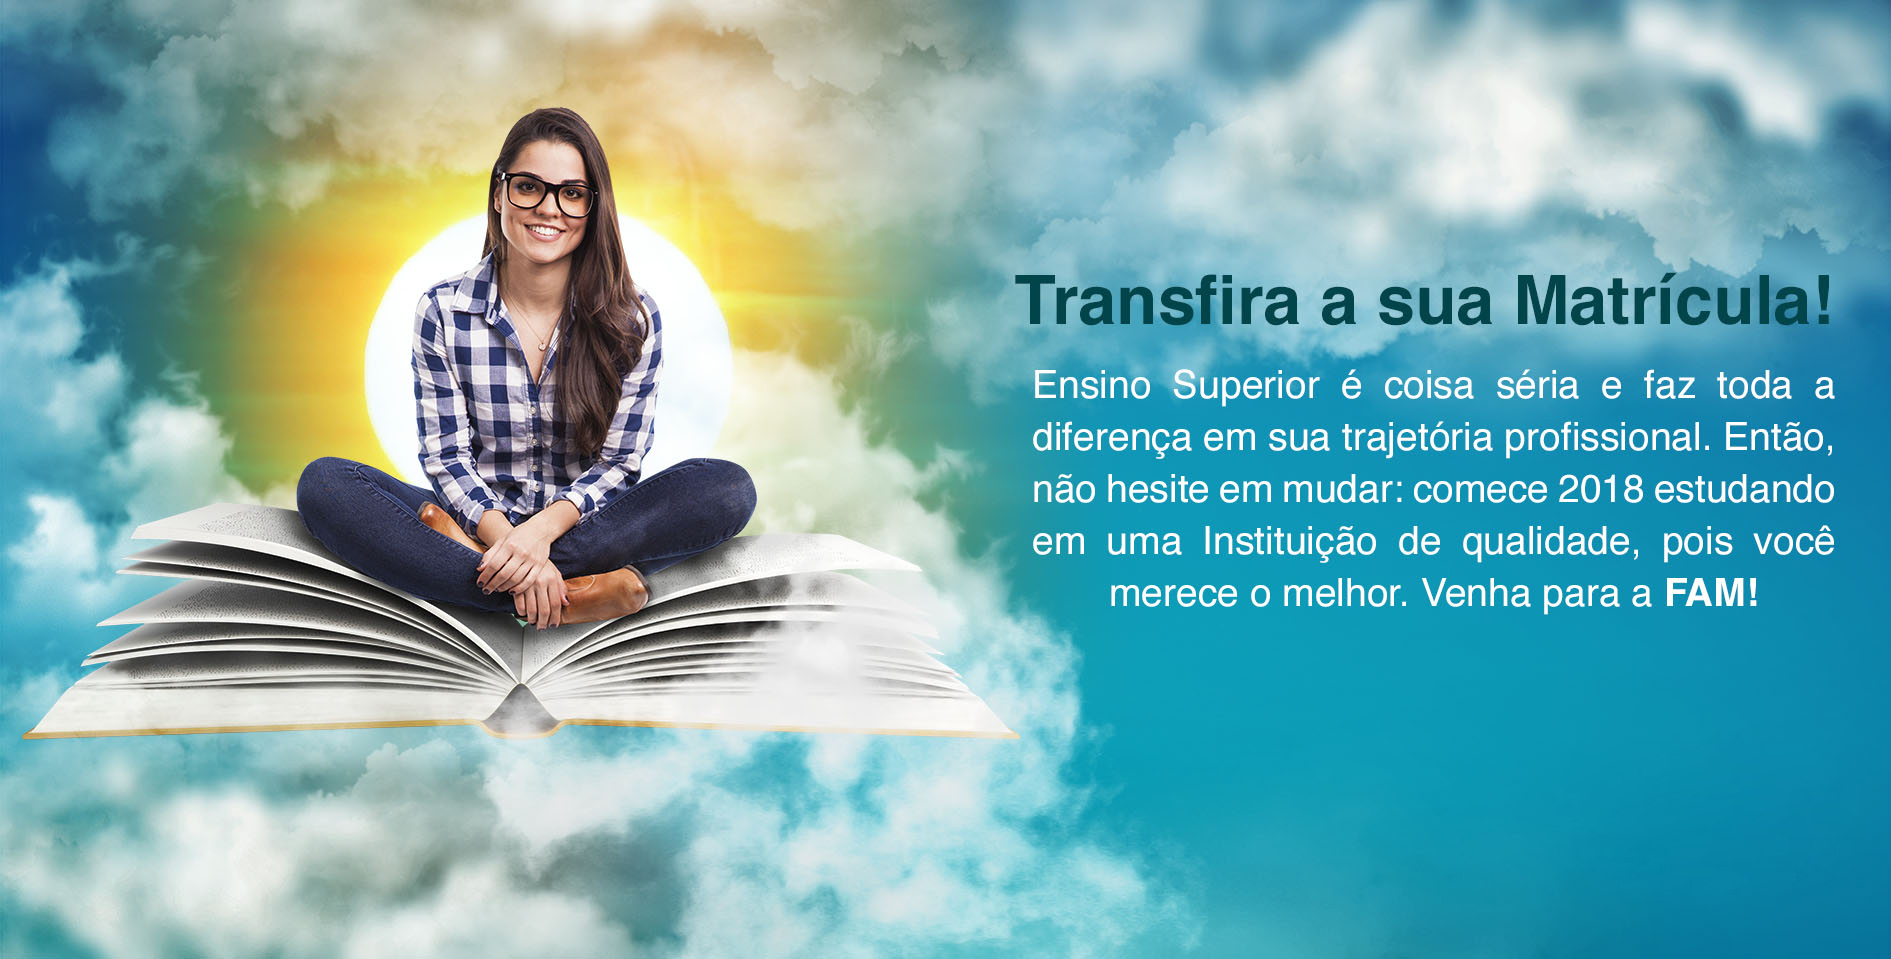 Transfira a sua Matrícula!
Ensino Superior é coisa séria e faz toda a
diferença em sua trajetória profissional. Então,
não hesite em mudar: comece 2018 estudando
em uma Instituição de qualidade, pois você
merece o melhor. Venha para a FAM!